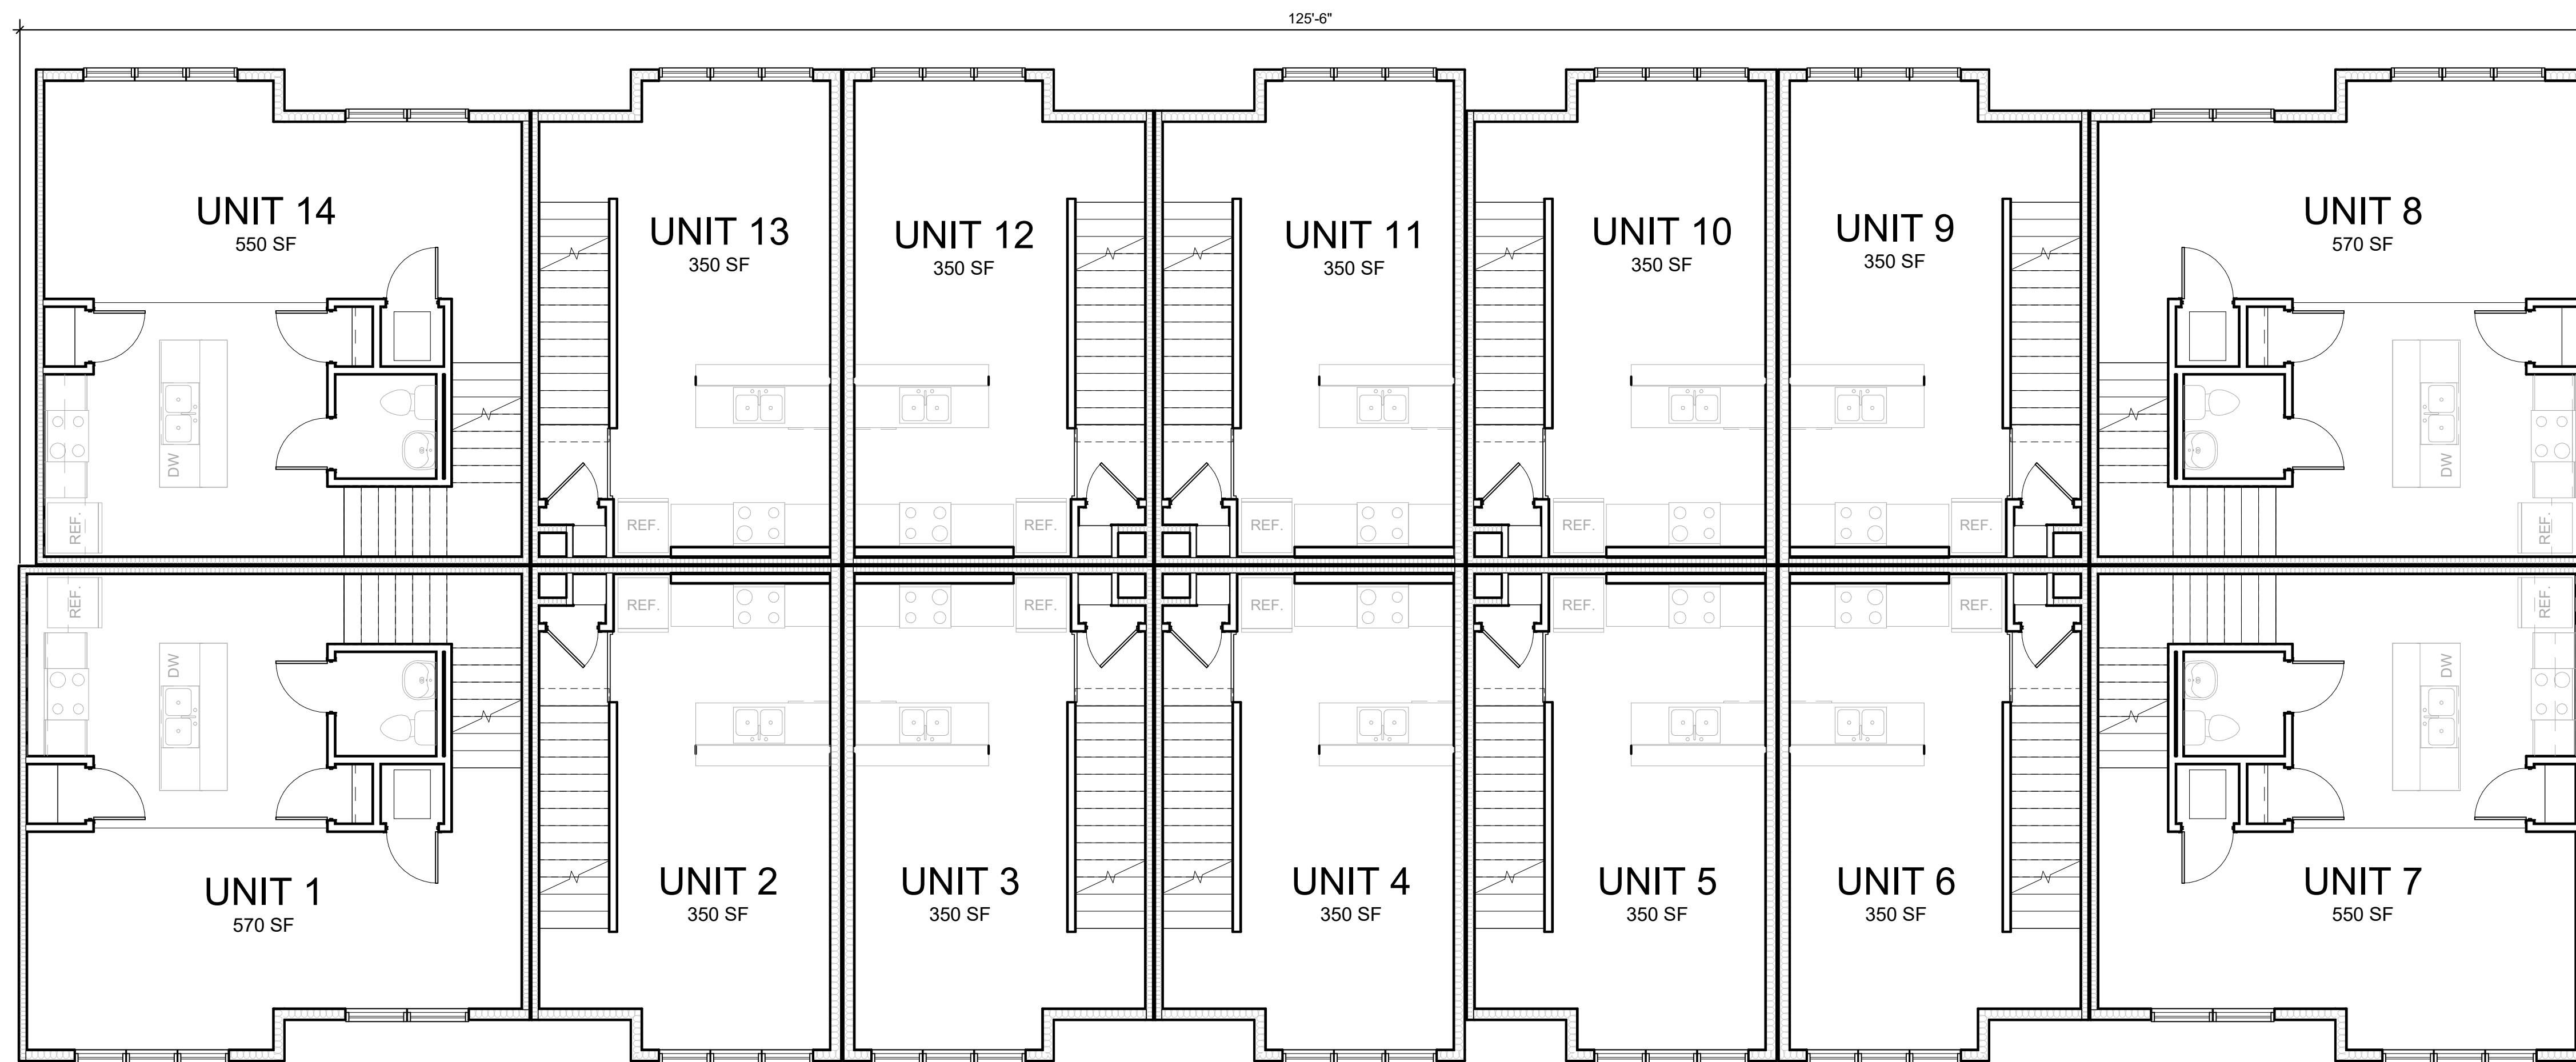 125'-6"
UNIT 14
550 SF
UNIT 13
350 SF
UNIT 12
350 SF
UNIT 11
350 SF
UNIT 10
350 SF
UNIT 9
350 SF
UNIT 8
570 SF
DW
REF.
REF.
REF.
REF.
REF.
REF.
DW
REF.
REF.
DW
REF.
REF.
REF.
REF.
REF.
DW
REF.
UNIT 1
570 SF
UNIT 2
350 SF
UNIT 3
350 SF
UNIT 4
350 SF
UNIT 5
350 SF
UNIT 6
350 SF
UNIT 7
550 SF